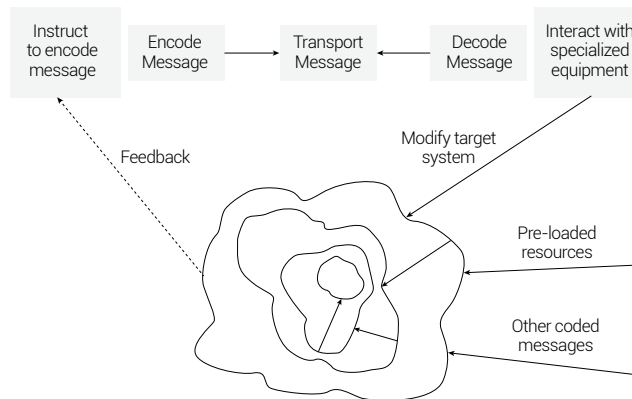 Instruct
to encode
message
Encode
Message
Transport
Message
Decode
Message
Interact with
specialized
equipment
Modify target
system
Feedback
Pre-loaded
resources
Other coded
messages